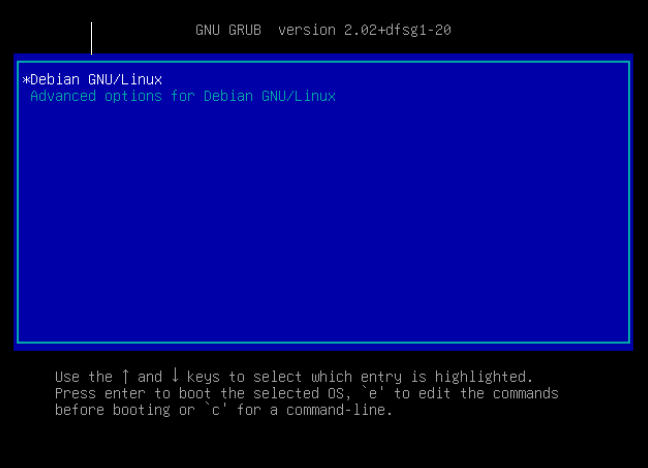 GNU GRUB  version 2.02+dfsg1-20
*Debian GNU/Linux
Advanced options for Debian GNU/Linux
Use the ↑ and ↓ keys to select which entry is highlighted.
Press enter to boot the selected OS, `e' to edit the commands
before booting or `c' for a command-line.